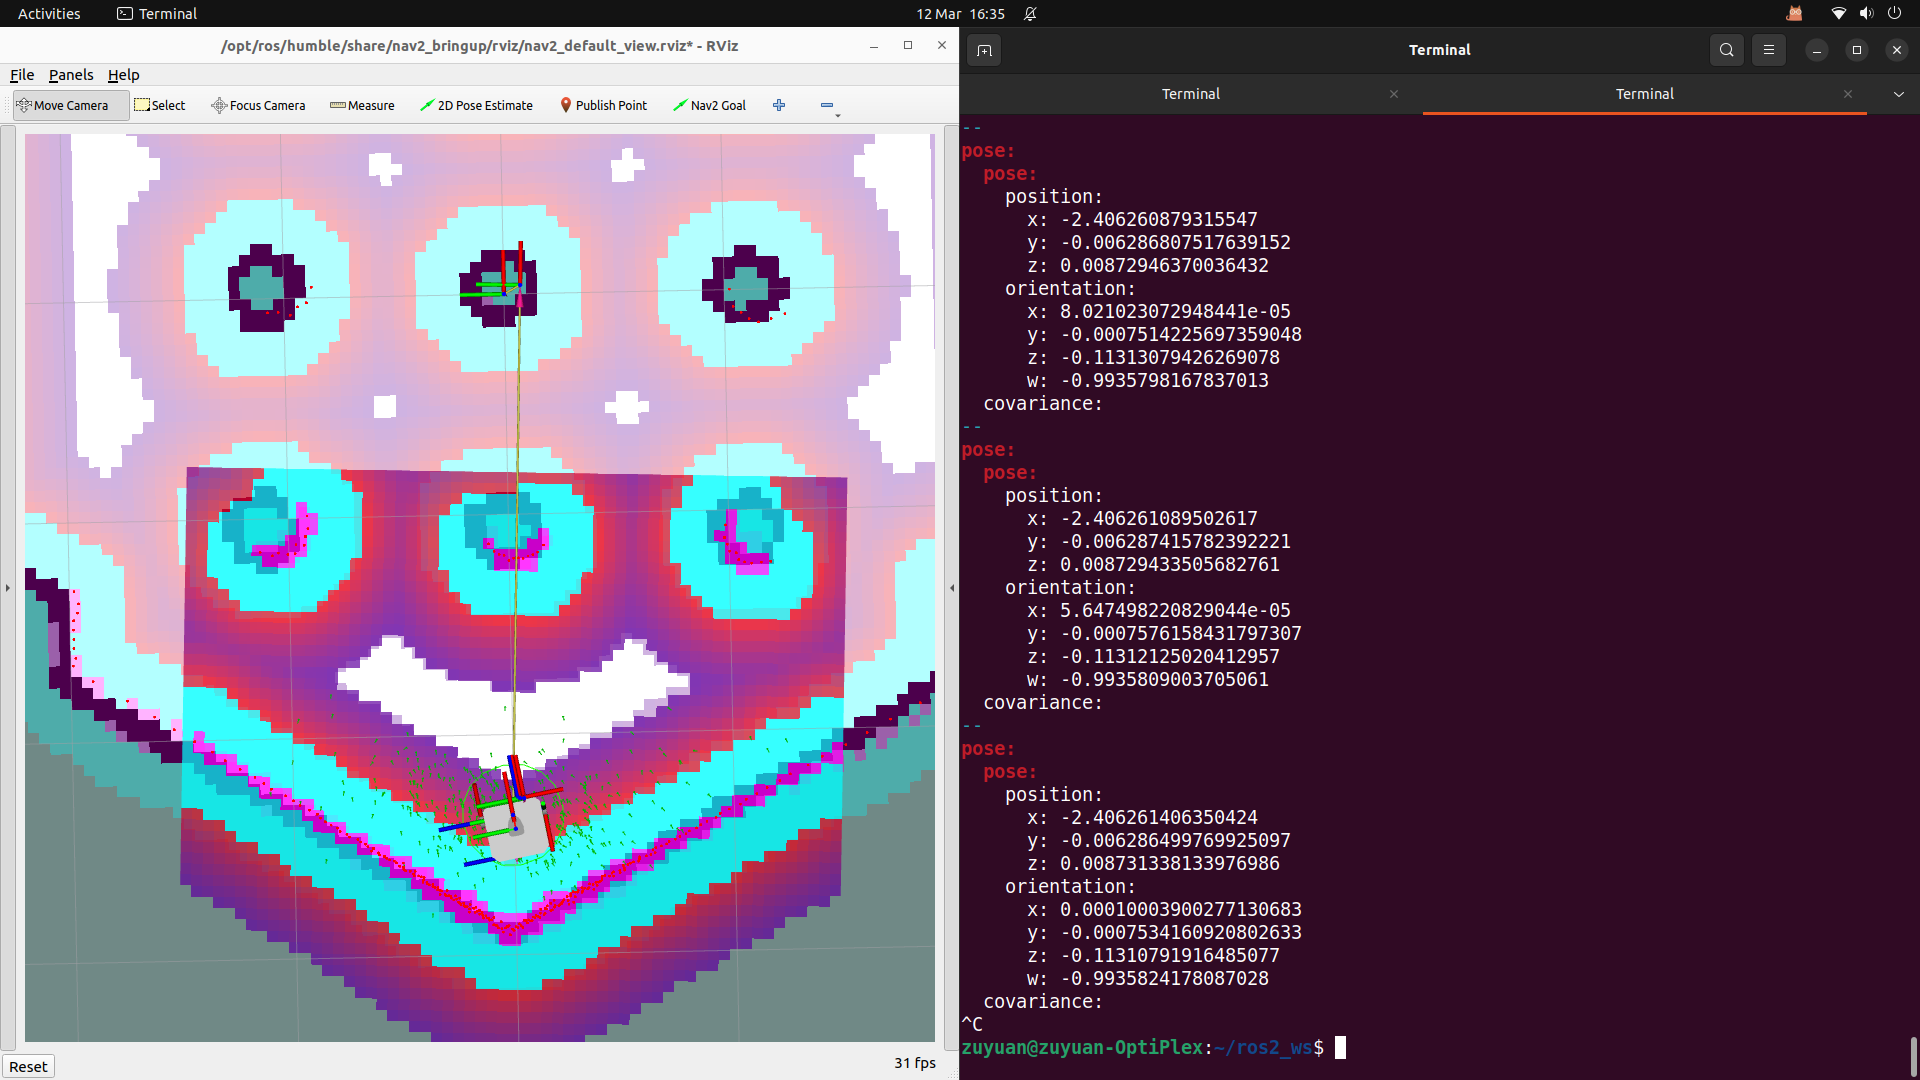 Activities
Terminal
12 Mar 16:35
/opt/ros/humble/share/nav2_bringup/rviz/nav2_default_view.rviz* - RViz
File Panels Help
Move Camera Select Focus Camera Measure 2D Pose Estimate Publish Point Nav2 Goal
Reset
31 fps
Terminal
Terminal
Terminal
--
pose:
pose:
position:
x: -2.406260879315547
y: -0.006286807517639152
z: 0.00872946370036432
orientation:
x: 8.021023072948441e-05
y: -0.0007514225697359048
z: -0.11313079426269078
w: -0.9935798167837013
covariance:
--
pose:
pose:
position:
x: -2.406261089502617
y: -0.006287415782392221
z: 0.008729433505682761
orientation:
x: 5.647498220829044e-05
y: -0.0007576158431797307
z: -0.11312125020412957
w: -0.9935809003705061
covariance:
--
pose:
pose:
position:
x: -2.406261406350424
y: -0.006286499769925097
z: 0.008731338133976986
orientation:
x: 0.00010003900277130683
y: -0.0007534160920802633
z: -0.11310791916485077
w: -0.9935824178087028
covariance:
^C
zuyuan@zuyuan-OptiPlex:~/ros2_ws$